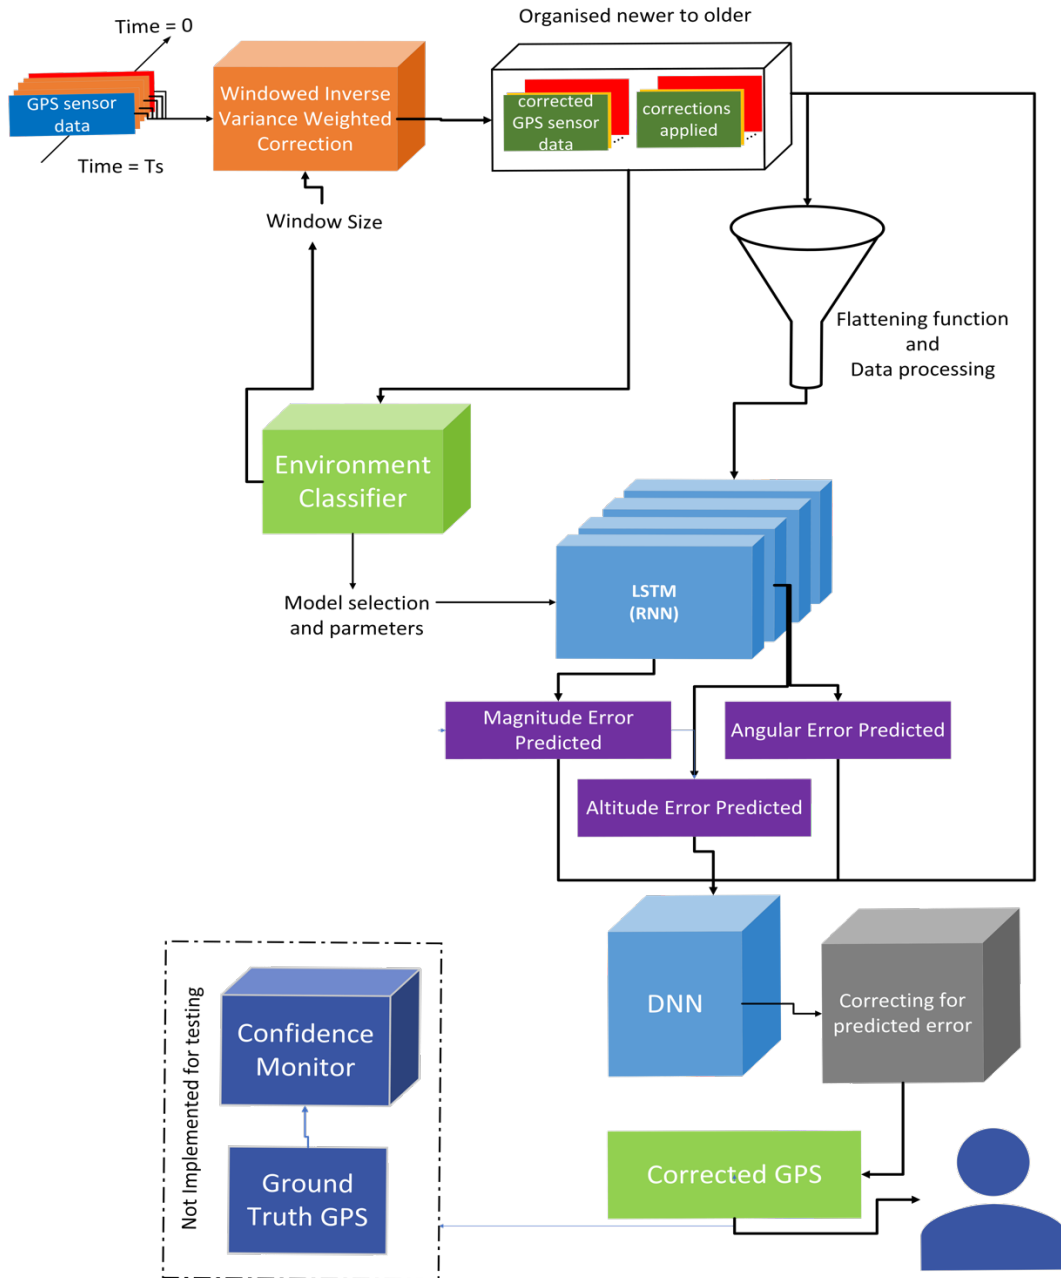 Organised newer to older
Time = 0
GPS sensor
data
Time = Ts
Windowed Inverse
Variance Weighted
Correction
corrected
GPS sensor
data
corrections
applied
Window Size
Flattening function
and
Data processing
Environment
Classifier
Model selection
and parmeters
LSTM
(RNN)
Magnitude Error
Predicted
Angular Error Predicted
Altitude Error Predicted
DNN
Correcting for
predicted error
Not Implemented for testing
Confidence
Monitor
Ground
Truth GPS
Corrected GPS